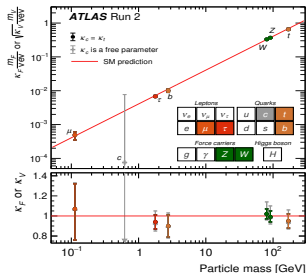 ATLAS Run 2
κc = κt
κc is a free parameter
SM prediction
κF mF/vev or √κV mV/vev
1
10⁻¹
10⁻²
10⁻³
10⁻⁴
μ
c
τ
b
W
Z
t
Leptons Quarks
νe νμ ντ u c t
e μ τ d s b
Force carriers Higgs boson
g γ Z W H
κF or κV
1.4
1.2
1
0.8
10⁻¹ 1 10 10²
Particle mass [GeV]